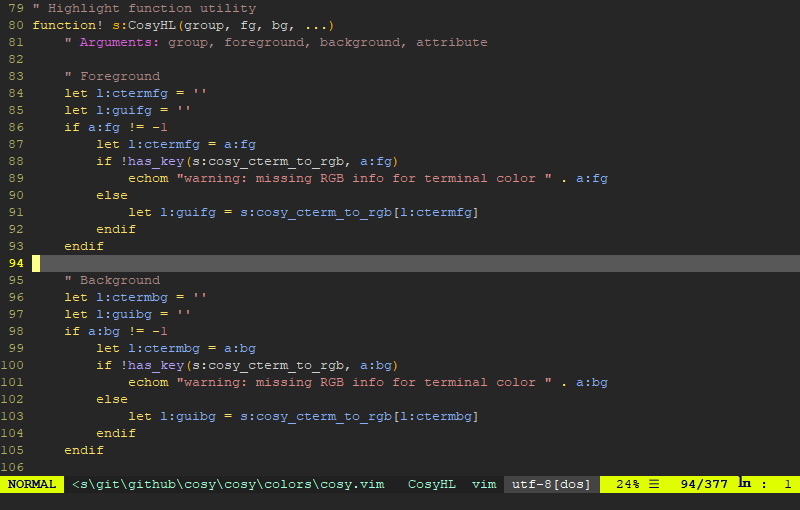 79 " Highlight function utility
80 function! s:CosyHL(group, fg, bg, ...)
81     " Arguments: group, foreground, background, attribute
82
83     " Foreground
84     let l:ctermfg = ''
85     let l:guifg = ''
86     if a:fg != -1
87         let l:ctermfg = a:fg
88         if !has_key(s:cosy_cterm_to_rgb, a:fg)
89             echom "warning: missing RGB info for terminal color " . a:fg
90         else
91             let l:guifg = s:cosy_cterm_to_rgb[l:ctermfg]
92         endif
93     endif
94
95     " Background
96     let l:ctermbg = ''
97     let l:guibg = ''
98     if a:bg != -1
99         let l:ctermbg = a:bg
100         if !has_key(s:cosy_cterm_to_rgb, a:bg)
101             echom "warning: missing RGB info for terminal color " . a:bg
102         else
103             let l:guibg = s:cosy_cterm_to_rgb[l:ctermbg]
104         endif
105     endif
106
NORMAL <s\git\github\cosy\cosy\colors\cosy.vim CosyHL vim utf-8[dos] 24% ☰ 94/377 ln : 1